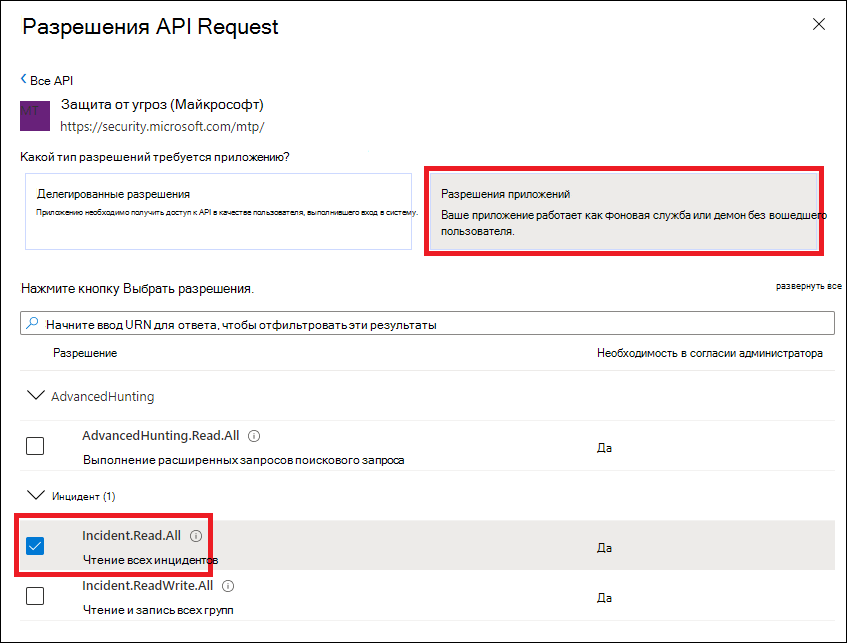 Разрешения API Request
Все API
MT
Защита от угроз (Майкрософт)
https://security.microsoft.com/mtp/
Какой тип разрешений требуется приложению?
Делегированные разрешения
Приложению необходимо получить доступ к API в качестве пользователя, выполнившего вход в систему.
Разрешения приложений
Ваше приложение работает как фоновая служба или демон без вошедшего
пользователя.
Нажмите кнопку Выбрать разрешения.
развернуть все
Начните ввод URN для ответа, чтобы отфильтровать эти результаты
Разрешение
Необходимость в согласии администратора
AdvancedHunting
AdvancedHunting.Read.All
Выполнение расширенных запросов поискового запроса
Да
Инцидент (1)
Incident.Read.All
Чтение всех инцидентов
Да
Incident.ReadWrite.All
Чтение и запись всех групп
Да